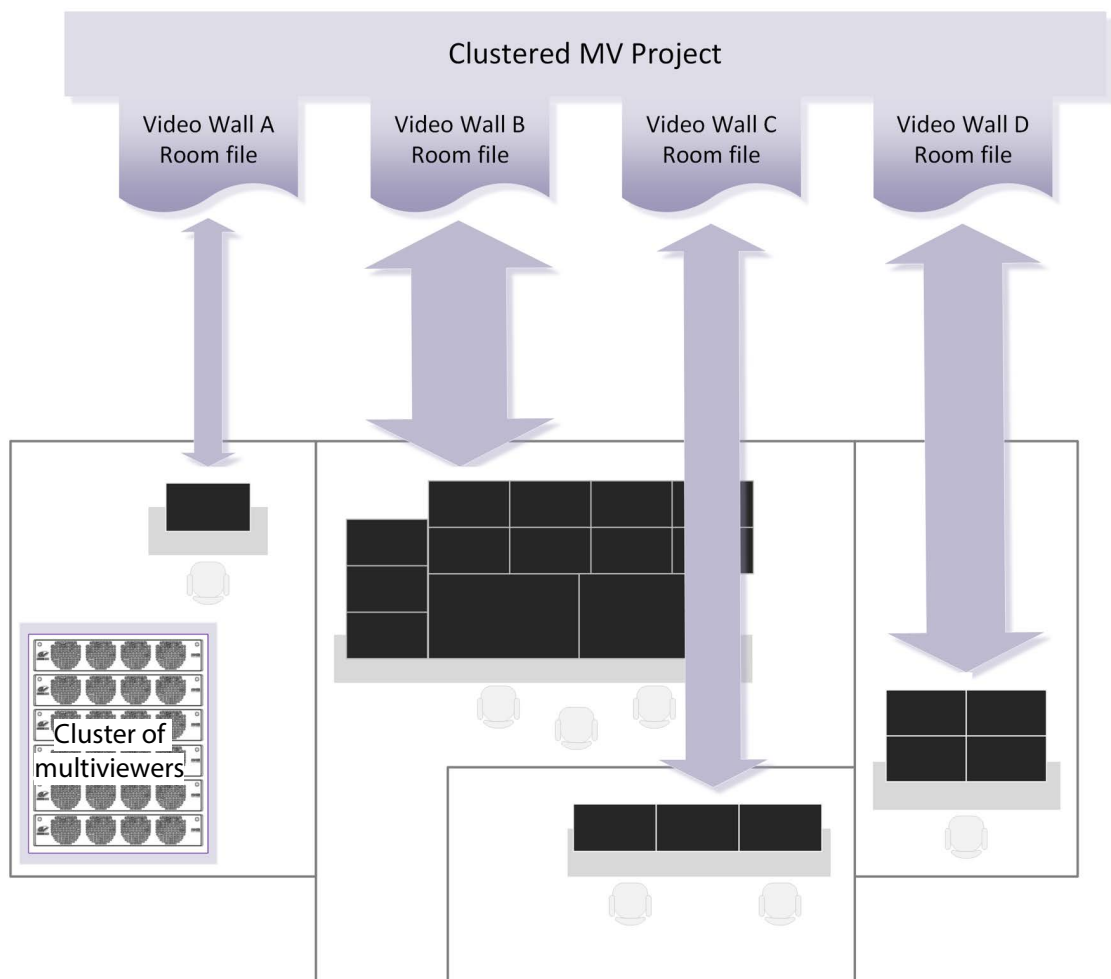 Clustered MV Project
Video Wall A
Room file
Video Wall B
Room file
Video Wall C
Room file
Video Wall D
Room file
Cluster of
multiviewers